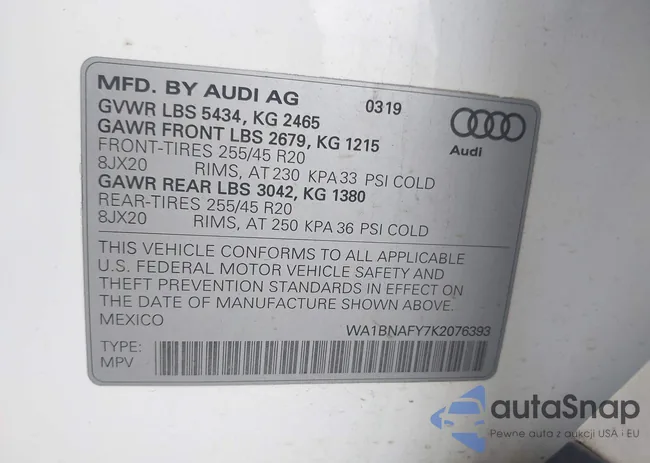 MFD. BY AUDI AG 0319
GVWR LBS 5434, KG 2465
GAWR FRONT LBS 2679, KG 1215
FRONT-TIRES 255/45 R20
8JX20 RIMS, AT 230 KPA 33 PSI COLD
GAWR REAR LBS 3042, KG 1380
REAR-TIRES 255/45 R20
8JX20 RIMS, AT 250 KPA 36 PSI COLD
Audi
THIS VEHICLE CONFORMS TO ALL APPLICABLE
U.S. FEDERAL MOTOR VEHICLE SAFETY AND
THEFT PREVENTION STANDARDS IN EFFECT ON
THE DATE OF MANUFACTURE SHOWN ABOVE.
MEXICO WA1BNAFY7K2076393
TYPE:
MPV
autaSnap
Pewne auta z aukcji USA i EU